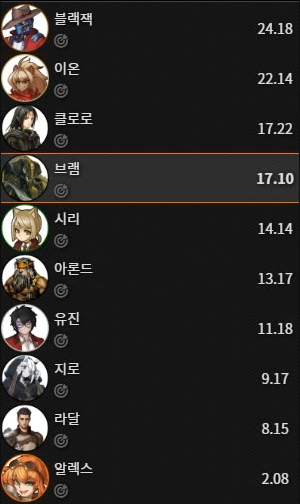 블랙잭
24.18
이온
22.14
클로로
17.22
브램
17.10
시리
14.14
아론드
13.17
유진
11.18
지로
9.17
라달
8.15
알렉스
2.08